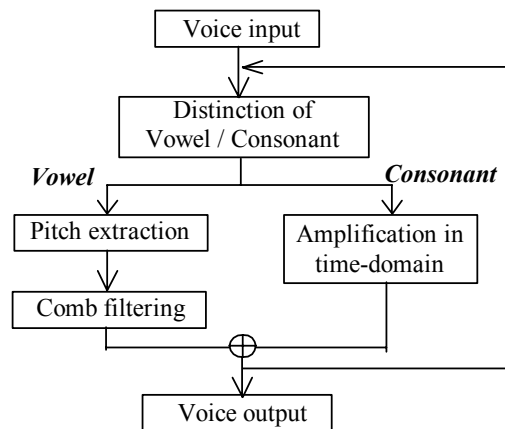 Voice input
Distinction of
Vowel / Consonant
Vowel
Consonant
Pitch extraction
Amplification in
time-domain
Comb filtering
Voice output